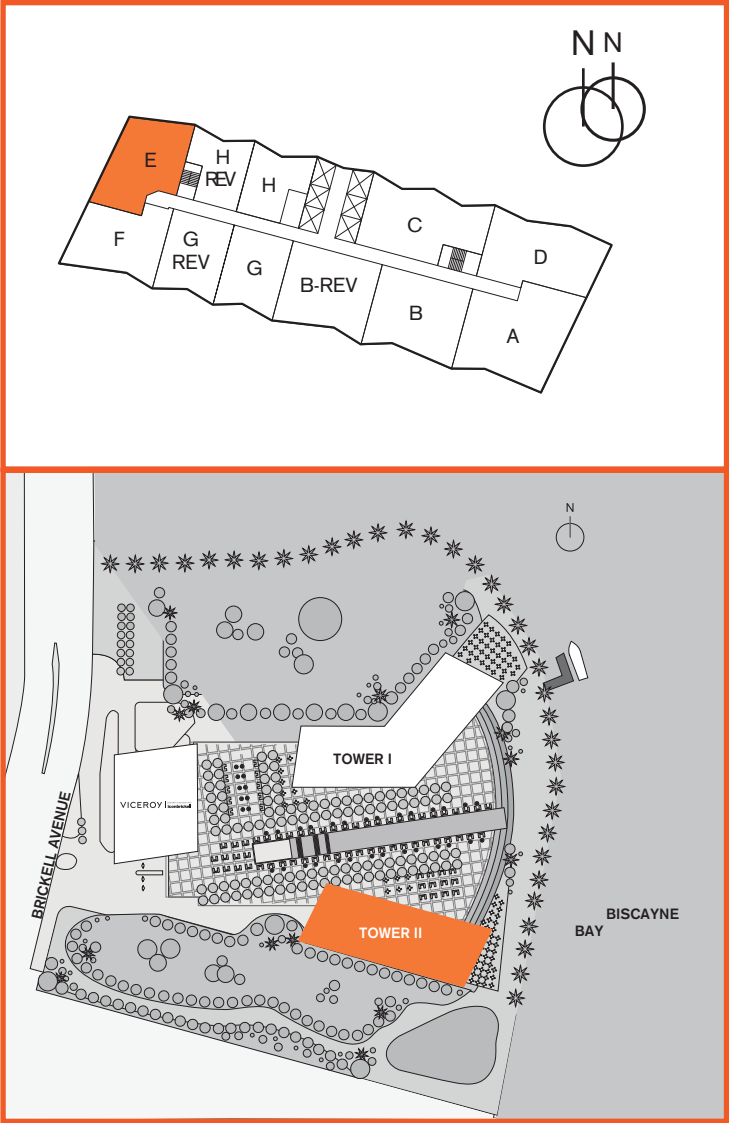 N N
E
H
REV
H
C
D
F
G
REV
G
B-REV
B
A
N
TOWER I
VICEROY
BRICKELL AVENUE
TOWER II
BISCAYNE
BAY